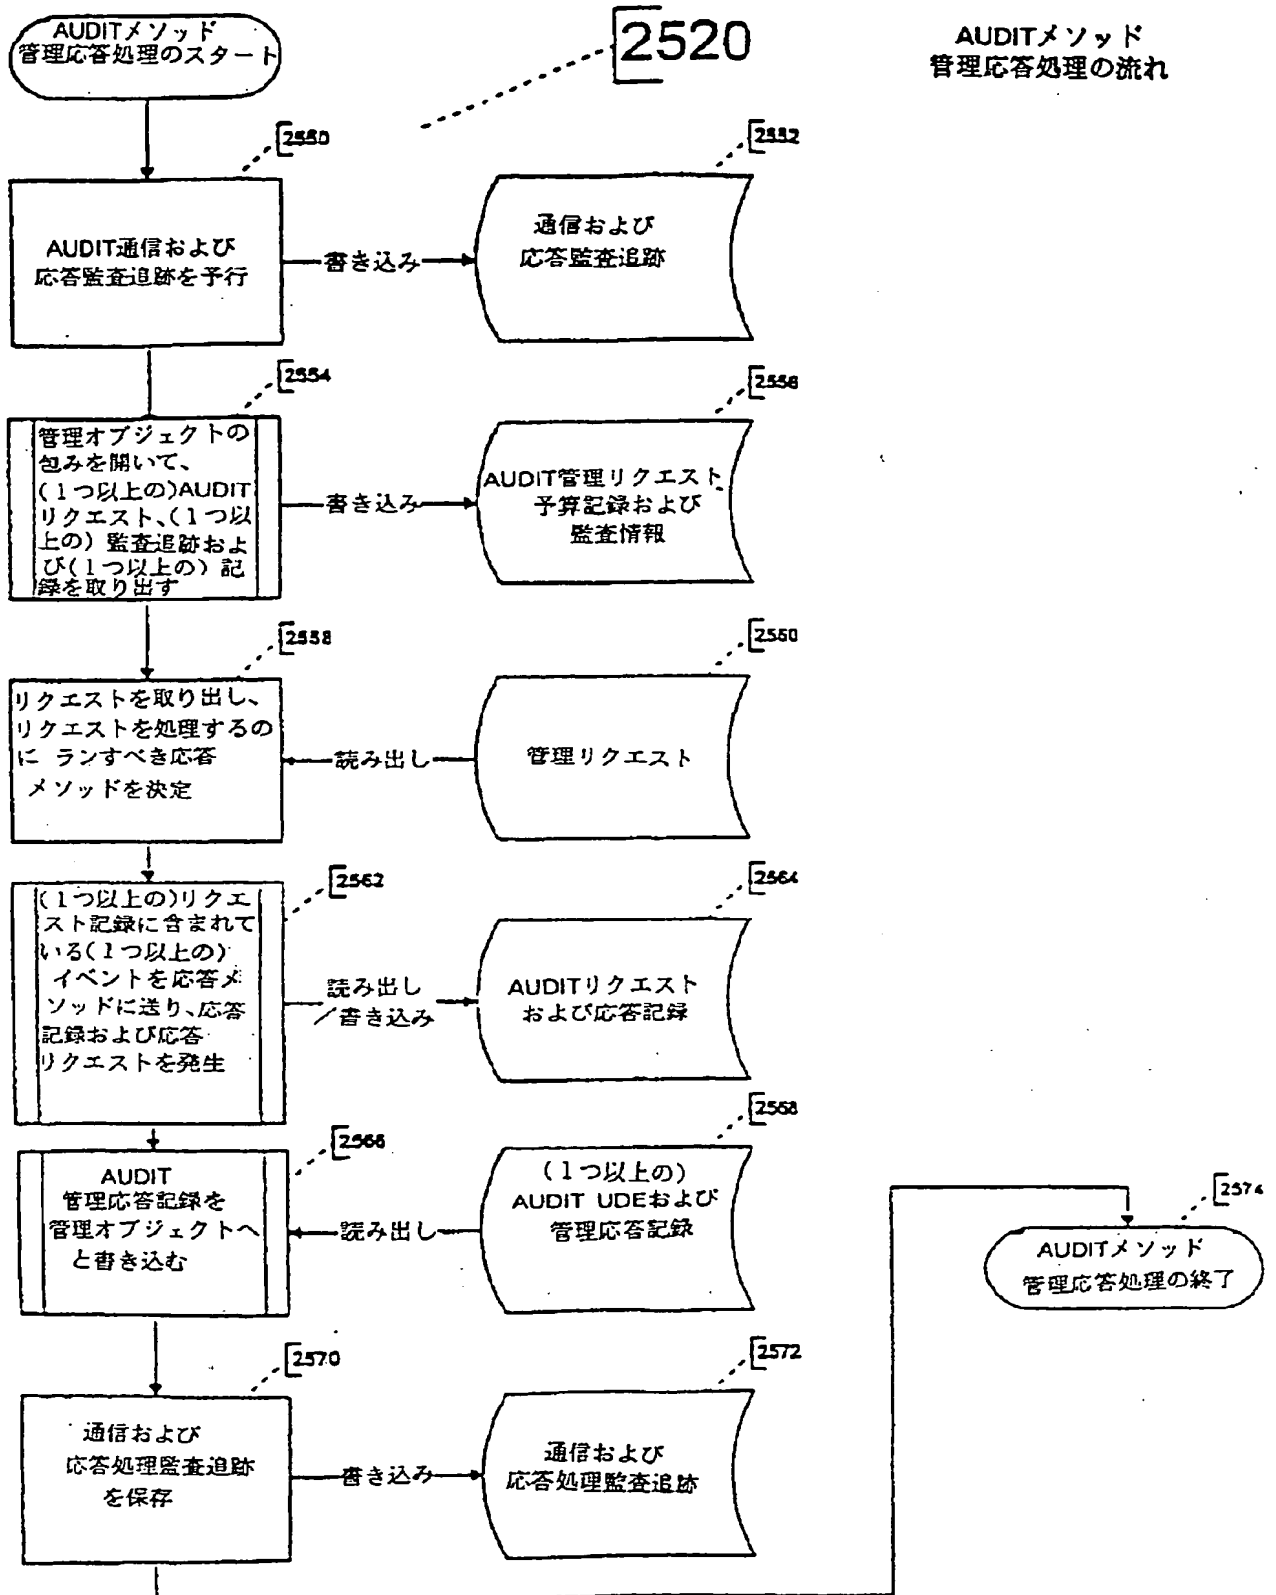 AUDITメソッド
管理応答処理のスタート
2520
AUDITメソッド
管理応答処理の流れ
2550
AUDIT通信および
応答監査追跡を予行
書き込み
2552
通信および
応答監査追跡
2554
管理オブジェクトの
包みを開いて、
(1つ以上の)AUDIT
リクエスト、(1つ以
上の) 監査追跡およ
び(1つ以上の) 記
録を取り出す
書き込み
2556
AUDIT管理リクエスト
予算記録および
監査情報
2558
リクエストを取り出し、
リクエストを処理するの
に ランすべき応答
メソッドを決定
読み出し
2560
管理リクエスト
2562
(1つ以上の)リクエ
スト記録に含まれて
いる(1つ以上の)
イベントを応答メ
ソッドに送り、応答
記録および応答
リクエストを発生
読み出し
／書き込み
2564
AUDITリクエスト
および応答記録
2566
AUDIT
管理応答記録を
管理オブジェクトへ
と書き込む
読み出し
2568
(1つ以上の)
AUDIT UDEおよび
管理応答記録
2570
通信および
応答処理監査追跡
を保存
書き込み
2572
通信および
応答処理監査追跡
2574
AUDITメソッド
管理応答処理の終了